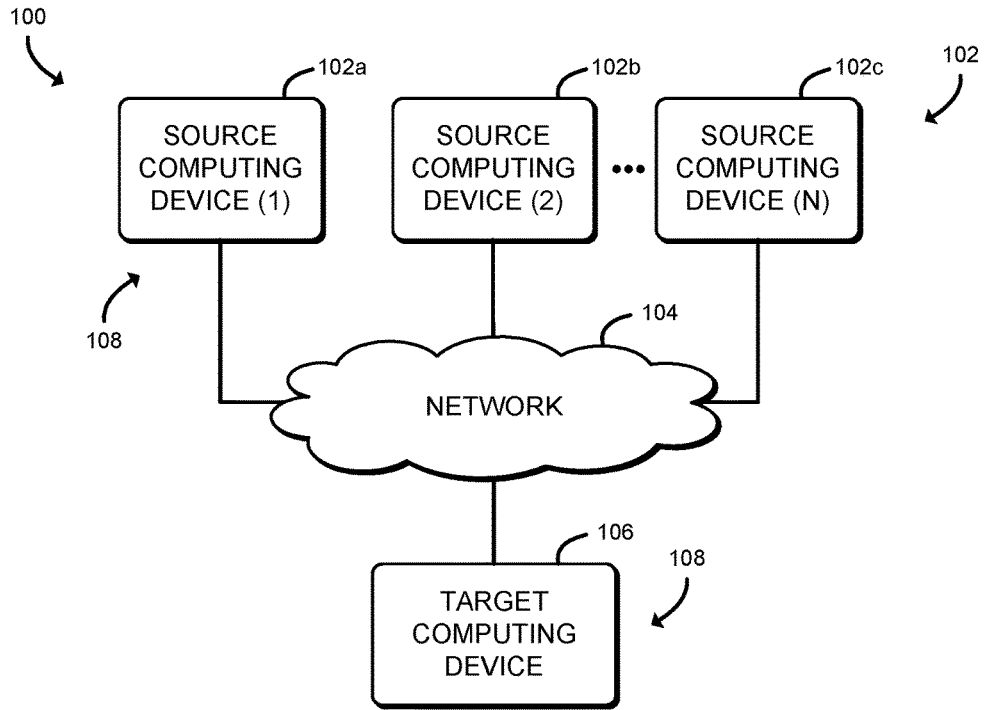 100
102a
102b
102c
102
SOURCE
COMPUTING
DEVICE (1)
SOURCE
COMPUTING
DEVICE (2)
•••
SOURCE
COMPUTING
DEVICE (N)
108
104
NETWORK
106
108
TARGET
COMPUTING
DEVICE